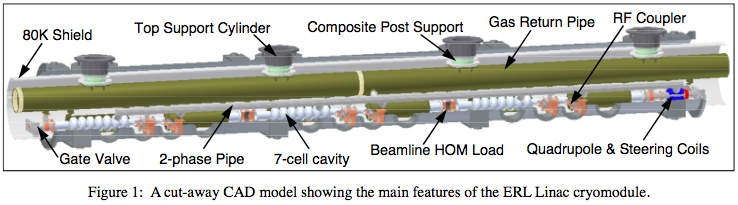 80K Shield
Top Support Cylinder
Composite Post Support
Gas Return Pipe
RF Coupler
Gate Valve
2-phase Pipe
7-cell cavity
Beamline HOM Load
Quadrupole & Steering Coils
Figure 1: A cut-away CAD model showing the main features of the ERL Linac cryomodule.